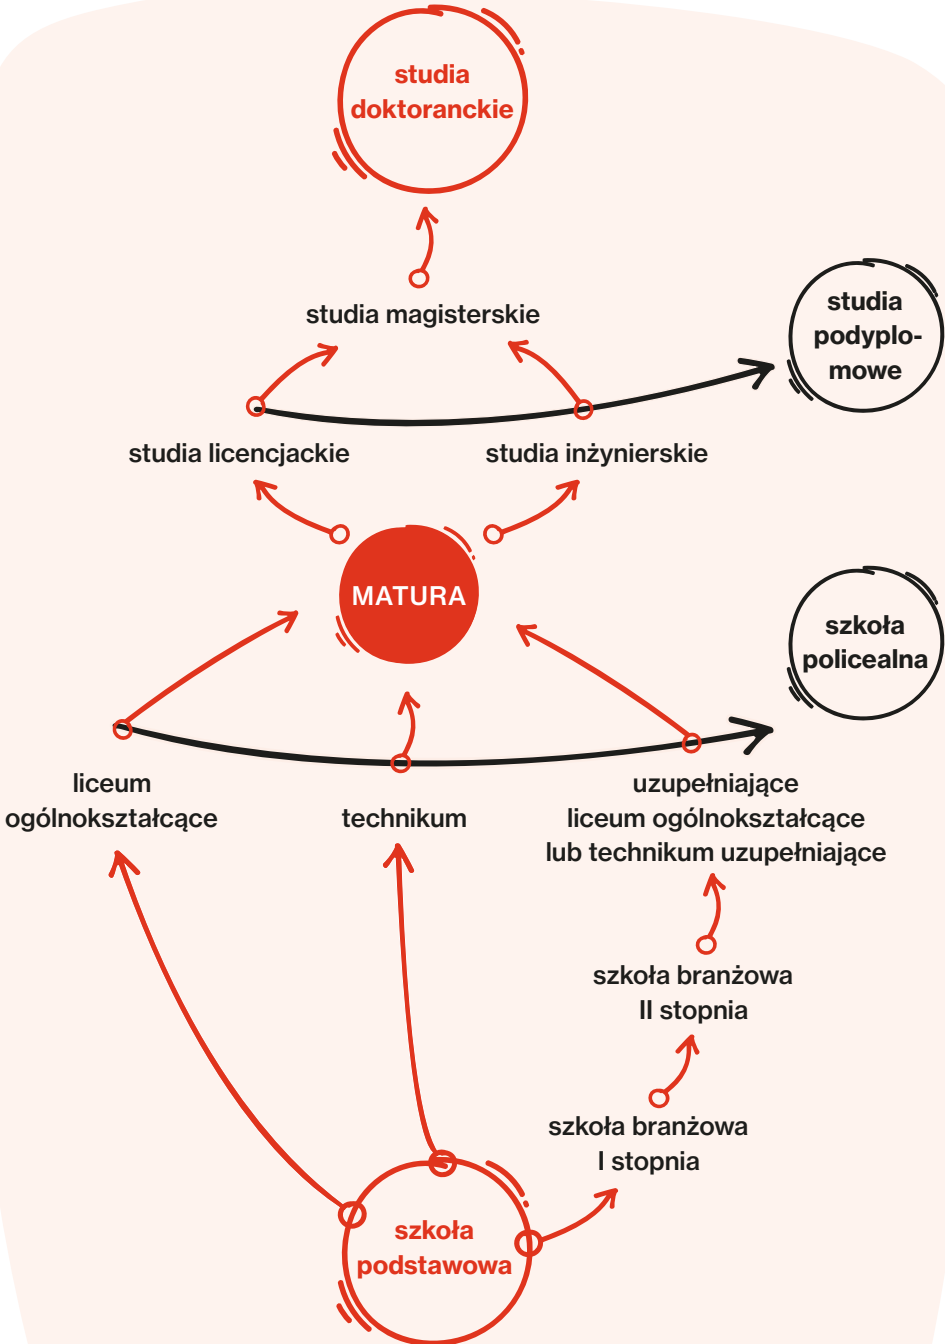 studia
doktoranckie
studia magisterskie
studia
podyplo-
mowe
studia licencjackie
studia inżynierskie
MATURA
szkoła
policealna
liceum
ogólnokształcące
technikum
uzupełniające
liceum ogólnokształcące
lub technikum uzupełniające
szkoła branżowa
II stopnia
szkoła branżowa
I stopnia
szkoła
podstawowa